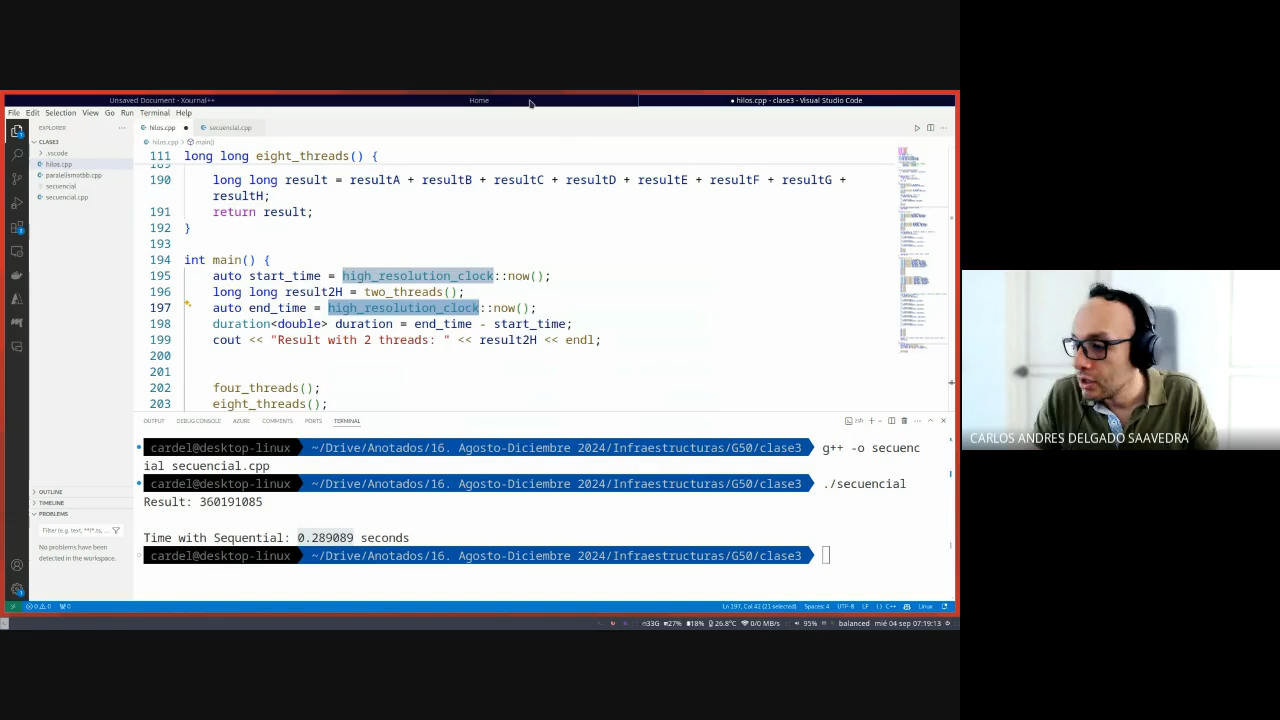 Unsaved Document - Xournal++
Home
● hilos.cpp - clase3 - Visual Studio Code
File Edit Selection View Go Run Terminal Help
EXPLORER
CLASE3
.vscode
hilos.cpp
paralelismotbb.cpp
secuencial
secuencial.cpp
OUTLINE
TIMELINE
PROBLEMS
Filter (e.g. text, **/*.ts, ...
No problems have been
detected in the workspace.
hilos.cpp ● secuencial.cpp
hilos.cpp > main()
111 long long eight_threads() {
190 long long result = resultA + resultB + resultC + resultD + resultE + resultF + resultG +
resultH;
191 return result;
192 }
193
194 int main() {
195 auto start_time = high_resolution_clock::now();
196 long long result2H = two_threads();
197 auto end_time = high_resolution_clock::now();
198 duration<double> duration = end_time - start_time;
199 cout << "Result with 2 threads: " << result2H << endl;
200
201
202 four_threads();
203 eight_threads();
OUTPUT DEBUG CONSOLE AZURE COMMENTS PORTS TERMINAL
zsh
cardel@desktop-linux ~/Drive/Anotados/16. Agosto-Diciembre 2024/Infraestructuras/G50/clase3 g++ -o secuenc
ial secuencial.cpp
cardel@desktop-linux ~/Drive/Anotados/16. Agosto-Diciembre 2024/Infraestructuras/G50/clase3 ./secuencial
Result: 360191085
Time with Sequential: 0.289089 seconds
cardel@desktop-linux ~/Drive/Anotados/16. Agosto-Diciembre 2024/Infraestructuras/G50/clase3
0 0 0 Ln 197, Col 42 (21 selected) Spaces: 4 UTF-8 LF {} C++ Linux
33G 27% 18% 26.8°C 0/0 MB/s 95% balanced mié 04 sep 07:19:13
CARLOS ANDRES DELGADO SAAVEDRA